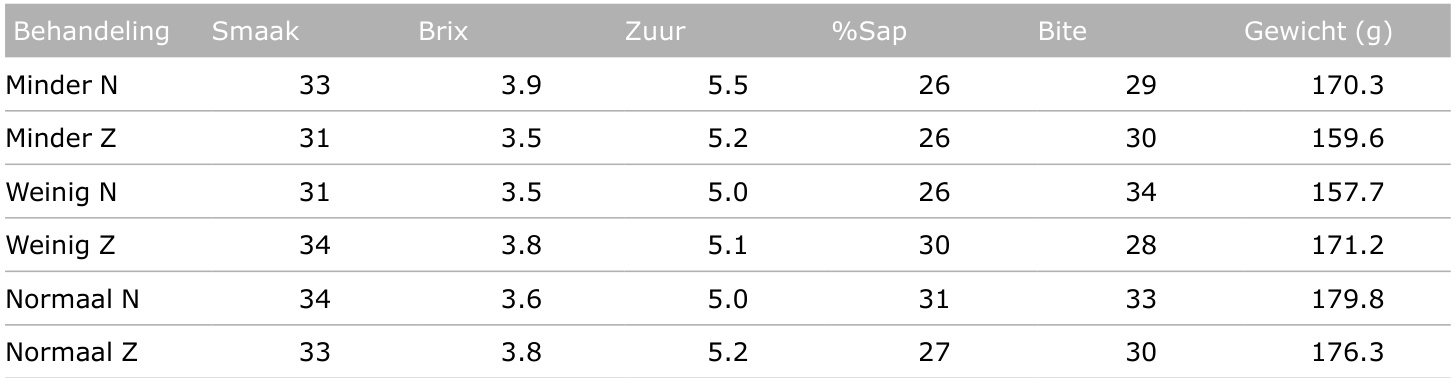 Behandeling Smaak Brix Zuur %Sap Bite Gewicht (g)
Minder N 33 3.9 5.5 26 29 170.3
Minder Z 31 3.5 5.2 26 30 159.6
Weinig N 31 3.5 5.0 26 34 157.7
Weinig Z 34 3.8 5.1 30 28 171.2
Normaal N 34 3.6 5.0 31 33 179.8
Normaal Z 33 3.8 5.2 27 30 176.3